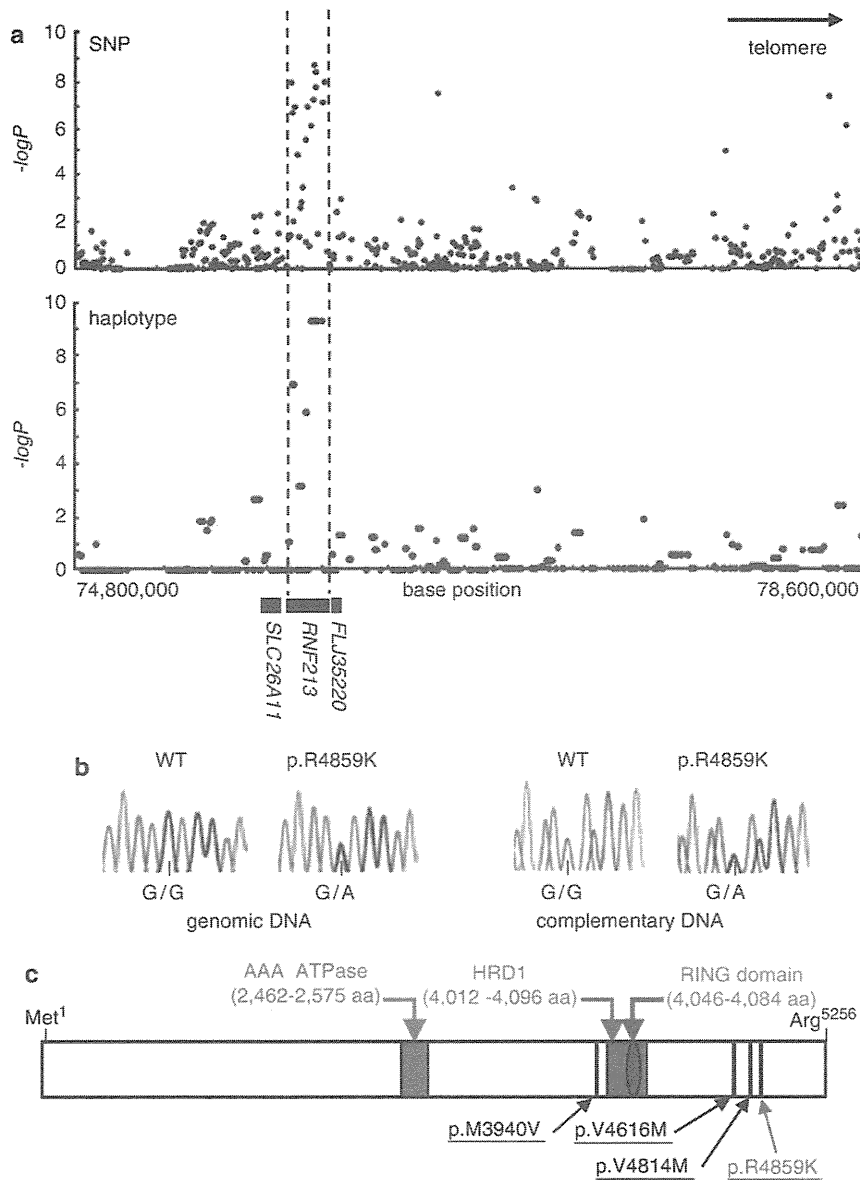 a
SNP
telomere
10
8
6
4
2
0
-logP
haplotype
10
8
6
4
2
0
-logP
74,800,000
base position
78,600,000
SLC26A11
RNF213
FLJ35220
b
WT
p.R4859K
WT
p.R4859K
G/G
G/A
G/G
G/A
genomic DNA
complementary DNA
c
AAA ATPase
(2,462-2,575 aa)
HRD1
(4,012 -4,096 aa)
RING domain
(4,046-4,084 aa)
Met1
Arg5256
p.M3940V
p.V4616M
p.V4814M
p.R4859K